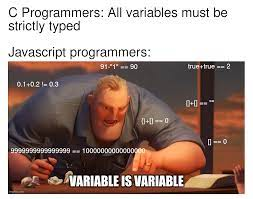 C Programmers: All variables must be
strictly typed
Javascript programmers:
91-"1" == 90
true+true == 2
0.1+0.2 != 0.3
[]+[] == ""
{}+[] == 0
[] == 0
9999999999999999 == 10000000000000000
VARIABLE IS VARIABLE